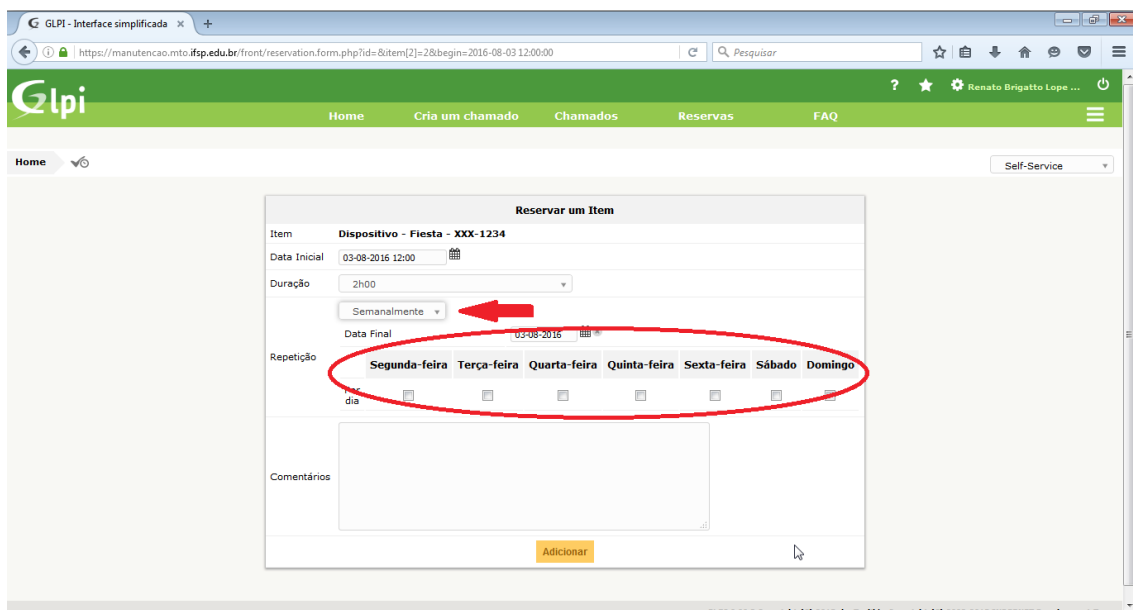 GLPI - Interface simplificada × +
https://manutencao.mto.ifsp.edu.br/front/reservation.form.php?id=&item[2]=2&begin=2016-08-03 12:00:00
Pesquisar
Glpi
? Renato Brigatto Lope ...
Home Cria um chamado Chamados Reservas FAQ
Home
Self-Service
Reservar um Item
Item Dispositivo - Fiesta - XXX-1234
Data Inicial 03-08-2016 12:00
Duração 2h00
Semanalmente
Data Final 03-08-2016
Repetição
Segunda-feira Terça-feira Quarta-feira Quinta-feira Sexta-feira Sábado Domingo
dia
Comentários
Adicionar